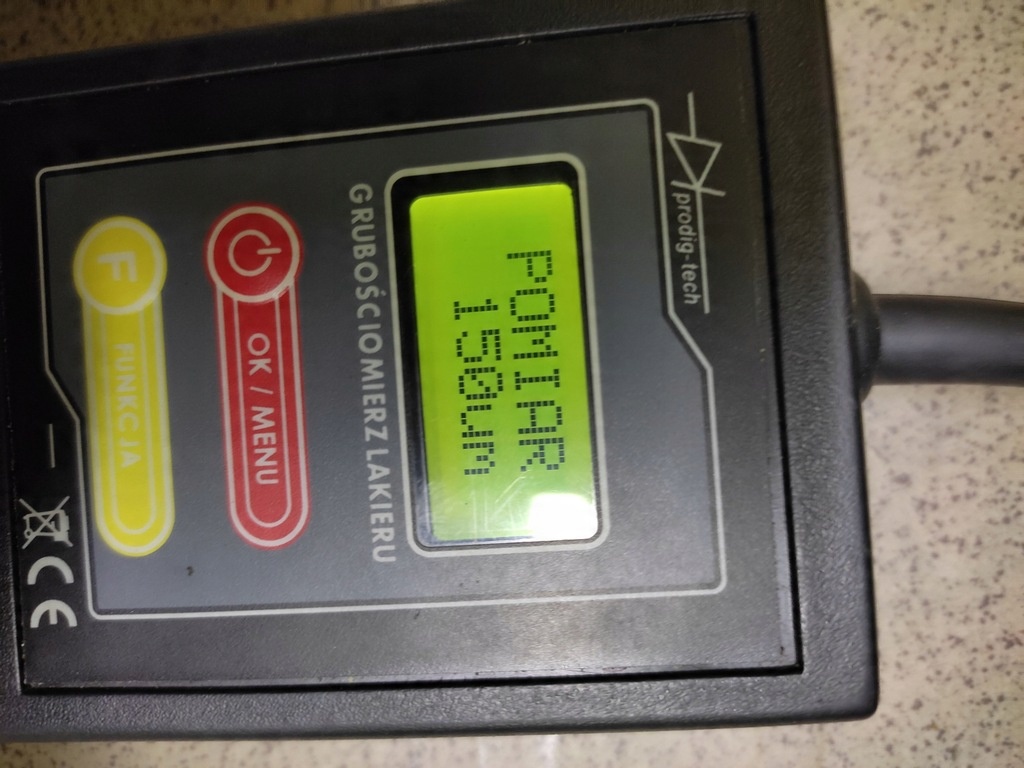 prodig-tech
POMIAR
150um
GRUBOŚCIOMIERZ LAKIERU
OK / MENU
F FUNKCJA
CE